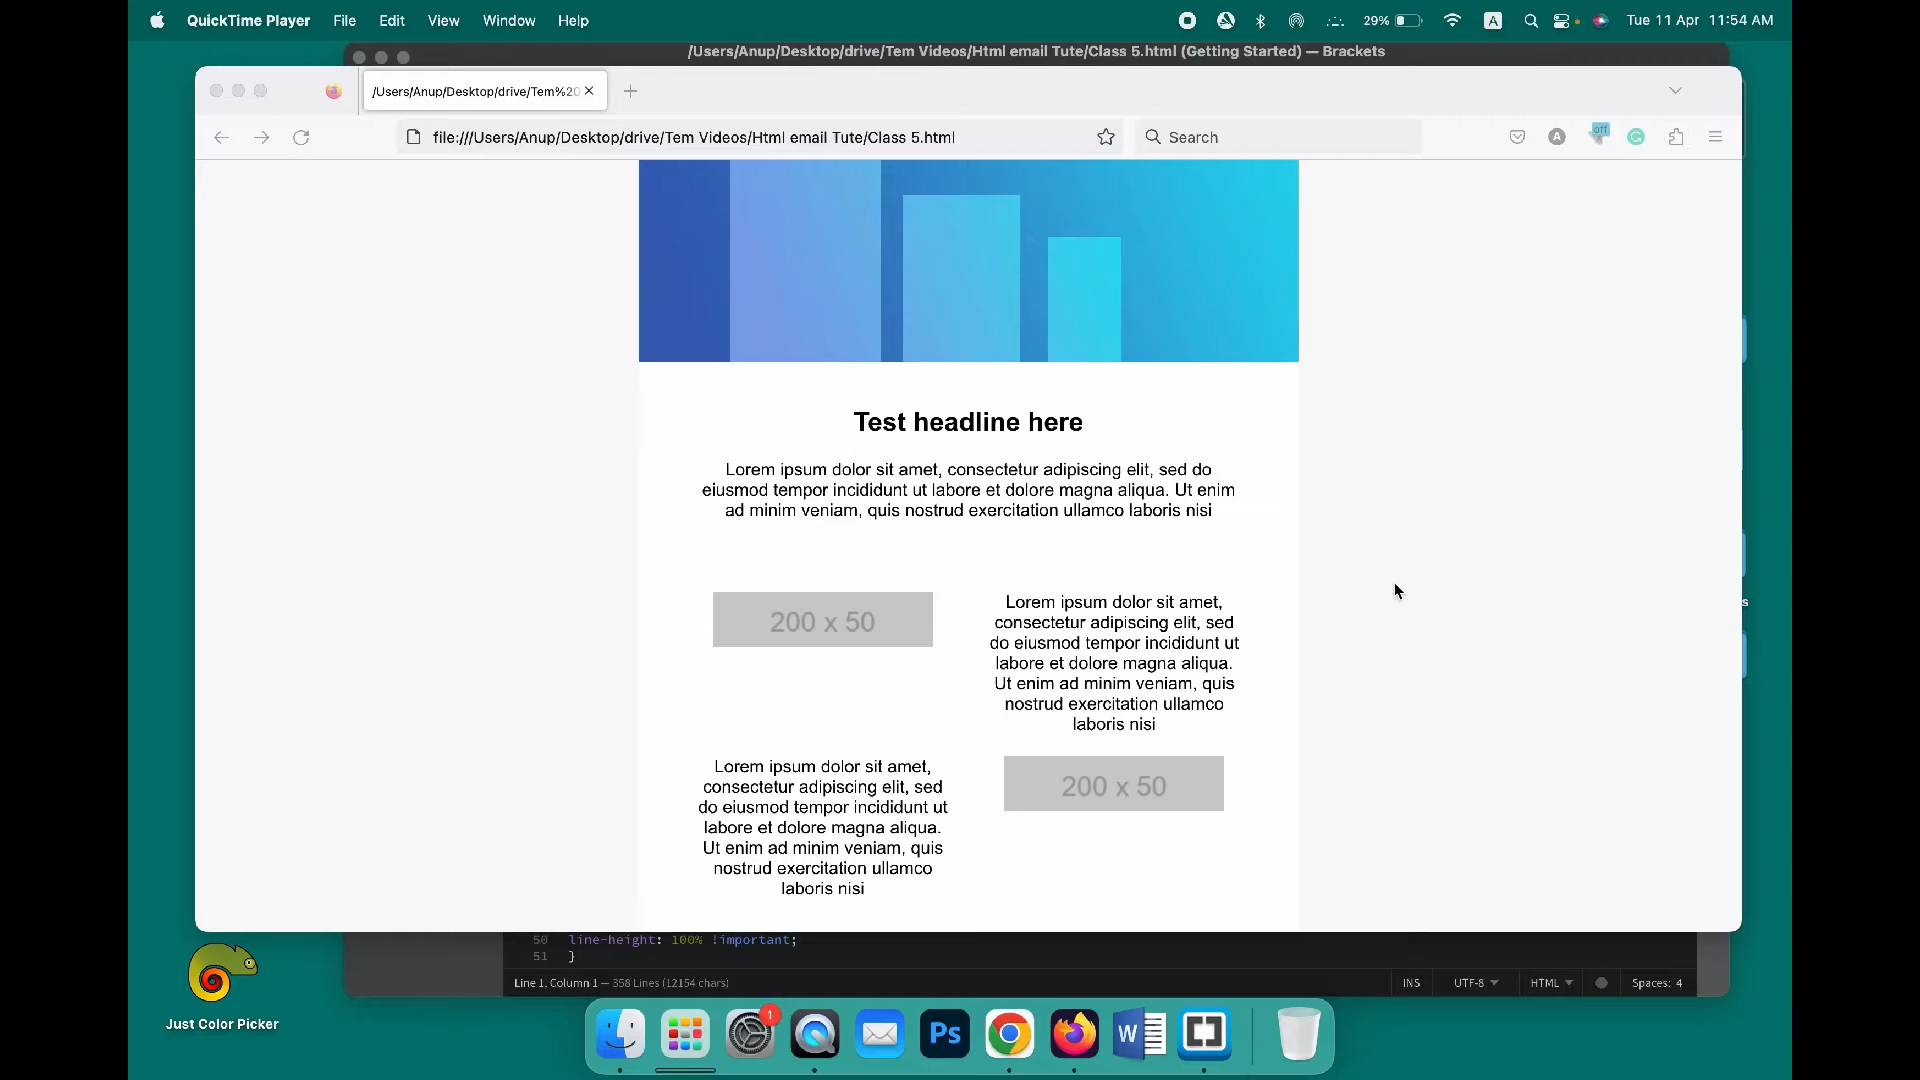 QuickTime Player File Edit View Window Help 29% A Tue 11 Apr 11:54 AM
/Users/Anup/Desktop/drive/Tem Videos/Html email Tute/Class 5.html (Getting Started) — Brackets
/Users/Anup/Desktop/drive/Tem%20
file:///Users/Anup/Desktop/drive/Tem Videos/Html email Tute/Class 5.html
Search
A
off
Test headline here
Lorem ipsum dolor sit amet, consectetur adipiscing elit, sed do
eiusmod tempor incididunt ut labore et dolore magna aliqua. Ut enim
ad minim veniam, quis nostrud exercitation ullamco laboris nisi
200 x 50
Lorem ipsum dolor sit amet,
consectetur adipiscing elit, sed
do eiusmod tempor incididunt ut
labore et dolore magna aliqua.
Ut enim ad minim veniam, quis
nostrud exercitation ullamco
laboris nisi
Lorem ipsum dolor sit amet,
consectetur adipiscing elit, sed
do eiusmod tempor incididunt ut
labore et dolore magna aliqua.
Ut enim ad minim veniam, quis
nostrud exercitation ullamco
laboris nisi
200 x 50
s
50 line-height: 100% !important;
51 }
Line 1, Column 1 — 358 Lines (12154 chars)
INS UTF-8 HTML Spaces: 4
Just Color Picker
1
Ps
W